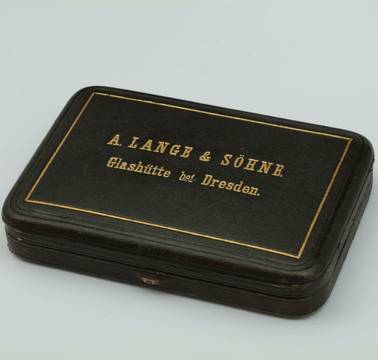 A. LANGE & SÖHNE.
Glashütte bei Dresden.